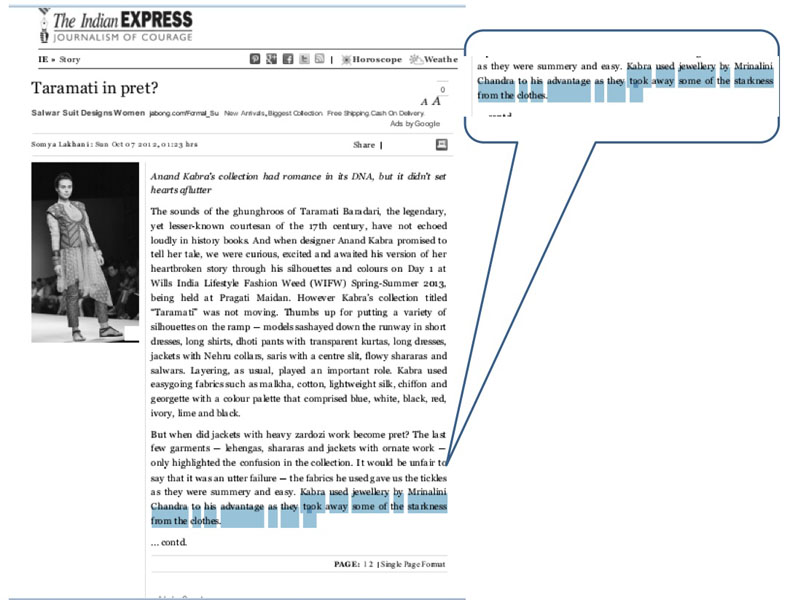 The Indian EXPRESS
JOURNALISM OF COURAGE
IE » Story
| Horoscope Weathe
Taramati in pret?
0
A A
Salwar Suit Designs Women jabong.com/Formal_Su New Arrivals,Biggest Collection Free Shipping.Cash On Delivery.
Ads by Google
Somya Lakhani : Sun Oct 07 2012, 01:23 hrs
Share |
Anand Kabra's collection had romance in its DNA, but it didn't set
hearts aflutter
The sounds of the ghunghroos of Taramati Baradari, the legendary,
yet lesser-known courtesan of the 17th century, have not echoed
loudly in history books. And when designer Anand Kabra promised to
tell her tale, we were curious, excited and awaited his version of her
heartbroken story through his silhouettes and colours on Day 1 at
Wills India Lifestyle Fashion Weed (WIFW) Spring-Summer 2013,
being held at Pragati Maidan. However Kabra's collection titled
"Taramati" was not moving. Thumbs up for putting a variety of
silhouettes on the ramp — models sashayed down the runway in short
dresses, long shirts, dhoti pants with transparent kurtas, long dresses,
jackets with Nehru collars, saris with a centre slit, flowy shararas and
salwars. Layering, as usual, played an important role. Kabra used
easygoing fabrics such as malkha, cotton, lightweight silk, chiffon and
georgette with a colour palette that comprised blue, white, black, red,
ivory, lime and black.
But when did jackets with heavy zardozi work become pret? The last
few garments — lehengas, shararas and jackets with ornate work —
only highlighted the confusion in the collection. It would be unfair to
say that it was an utter failure — the fabrics he used gave us the tickles
as they were summery and easy. Kabra used jewellery by Mrinalini
Chandra to his advantage as they took away some of the starkness
from the clothes.
... contd.
PAGE: 1 2 | Single Page Format
as they were summery and easy. Kabra used jewellery by Mrinalini
Chandra to his advantage as they took away some of the starkness
from the clothes.